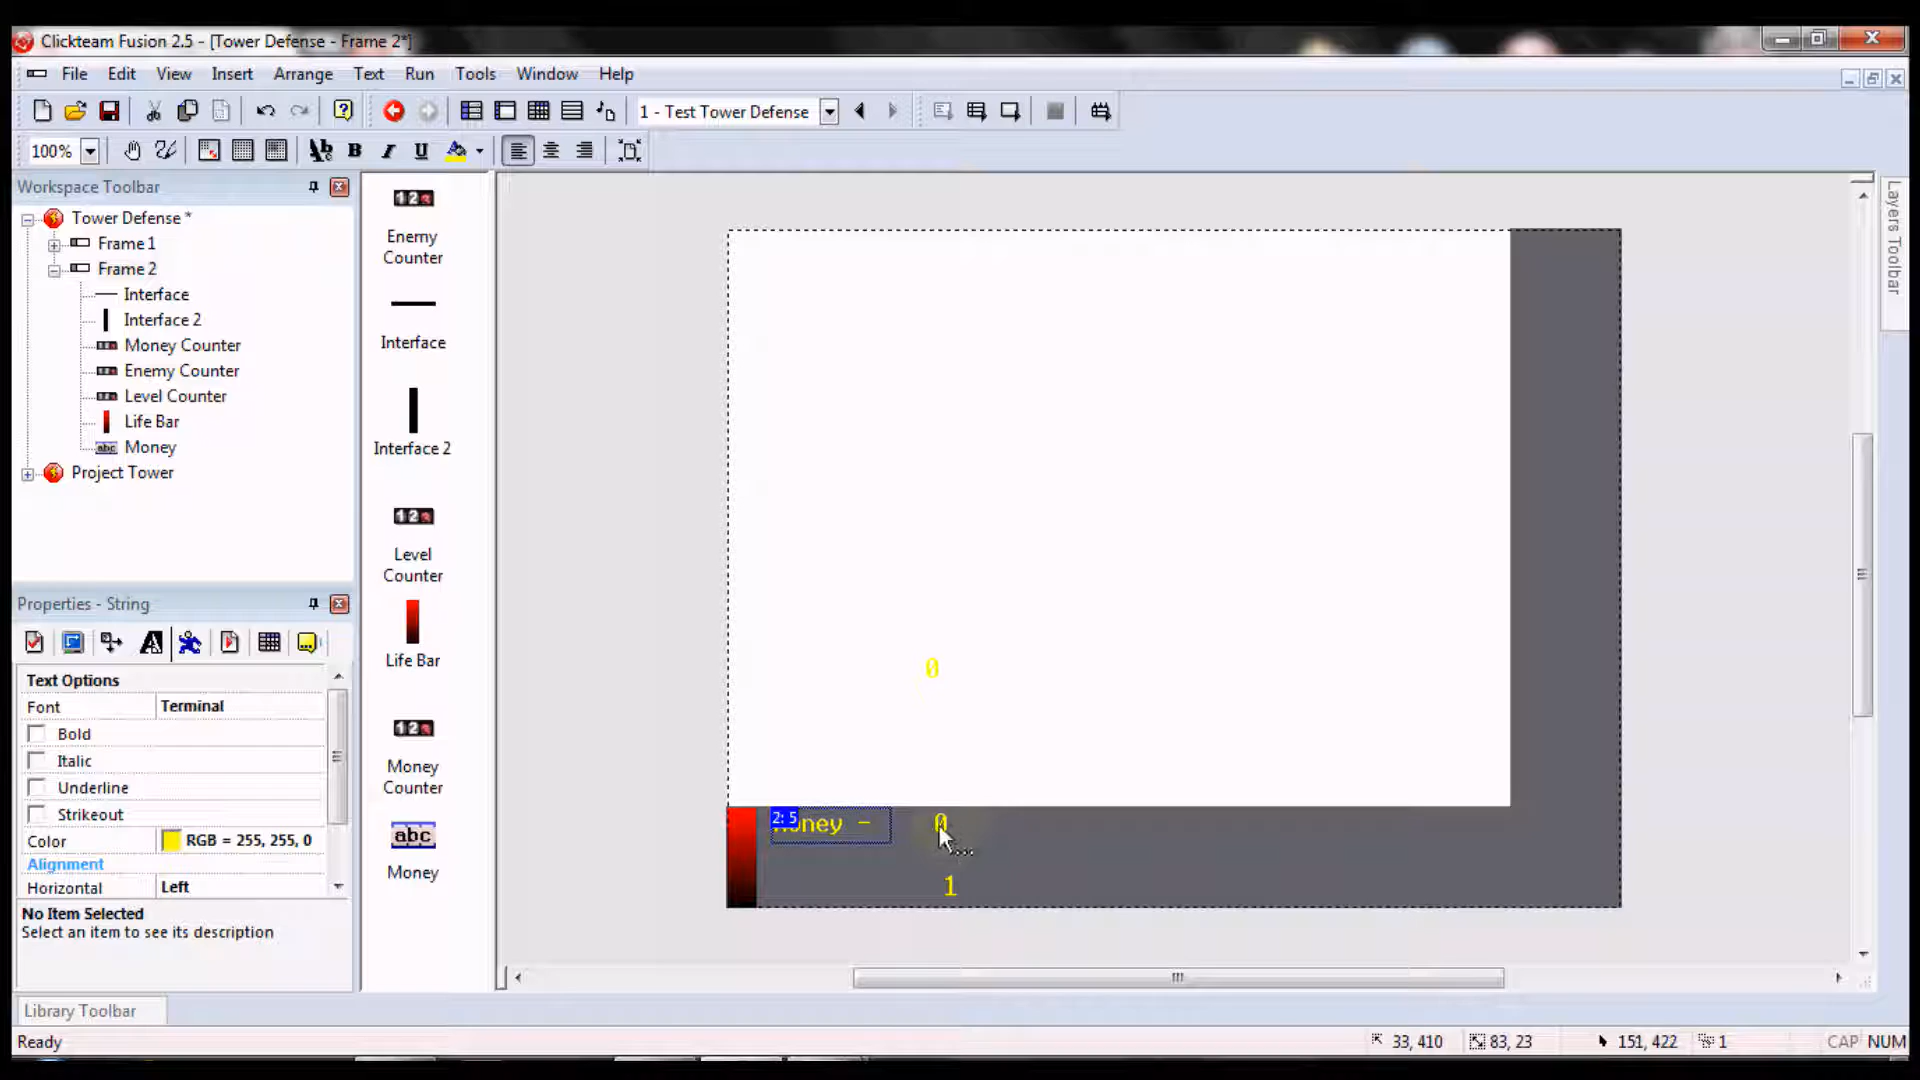 Clickteam Fusion 2.5 - [Tower Defense - Frame 2*]
File Edit View Insert Arrange Text Run Tools Window Help
1 - Test Tower Defense
100%
Workspace Toolbar
Tower Defense *
Frame 1
Frame 2
Interface
Interface 2
Money Counter
Enemy Counter
Level Counter
Life Bar
Money
Project Tower
Properties - String
Text Options
Font Terminal
Bold
Italic
Underline
Strikeout
Color RGB = 255, 255, 0
Alignment
Horizontal Left
No Item Selected
Select an item to see its description
Library Toolbar
Enemy
Counter
Interface
Interface 2
Level
Counter
Life Bar
Money
Counter
abc
Money
0
2: 5
Money - 0
1
Layers Toolbar
Ready 33, 410 83, 23 151, 422 1 CAP NUM